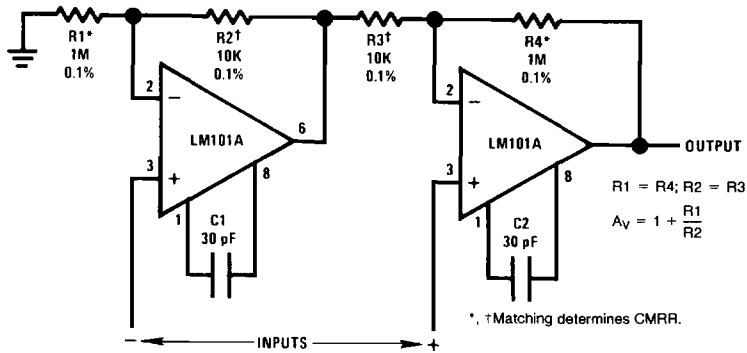 R1*
1M
0.1%
R2†
10K
0.1%
R3†
10K
0.1%
R4*
1M
0.1%
2
−
LM101A
6
3
+
1
8
C1
30 pF
2
−
LM101A
3
+
1
8
C2
30 pF
OUTPUT
R1 = R4; R2 = R3
AV = 1 + R1
R2
*, †Matching determines CMRR.
− INPUTS +